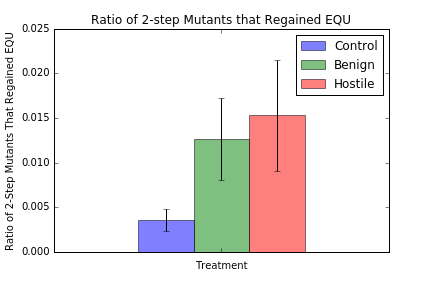 Ratio of 2-step Mutants that Regained EQU
Ratio of 2-Step Mutants That Regained EQU
0.025
0.020
0.015
0.010
0.005
0.000
Control
Benign
Hostile
Treatment